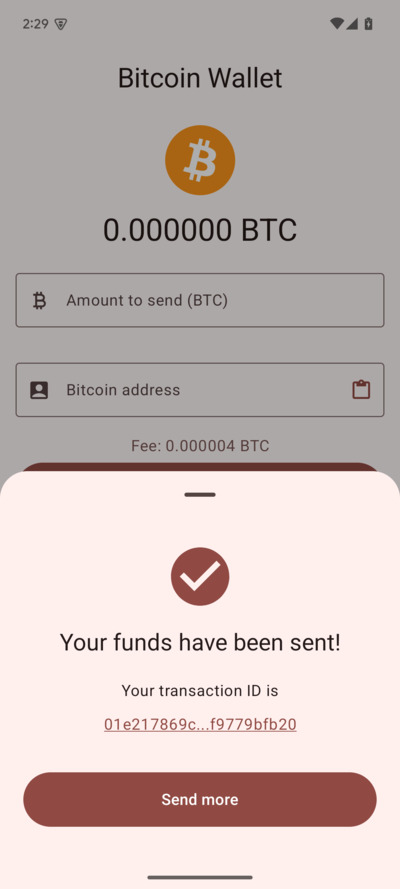 2:29
Bitcoin Wallet
0.000000 BTC
Amount to send (BTC)
Bitcoin address
Fee: 0.000004 BTC
Your funds have been sent!
Your transaction ID is
01e217869c...f9779bfb20
Send more